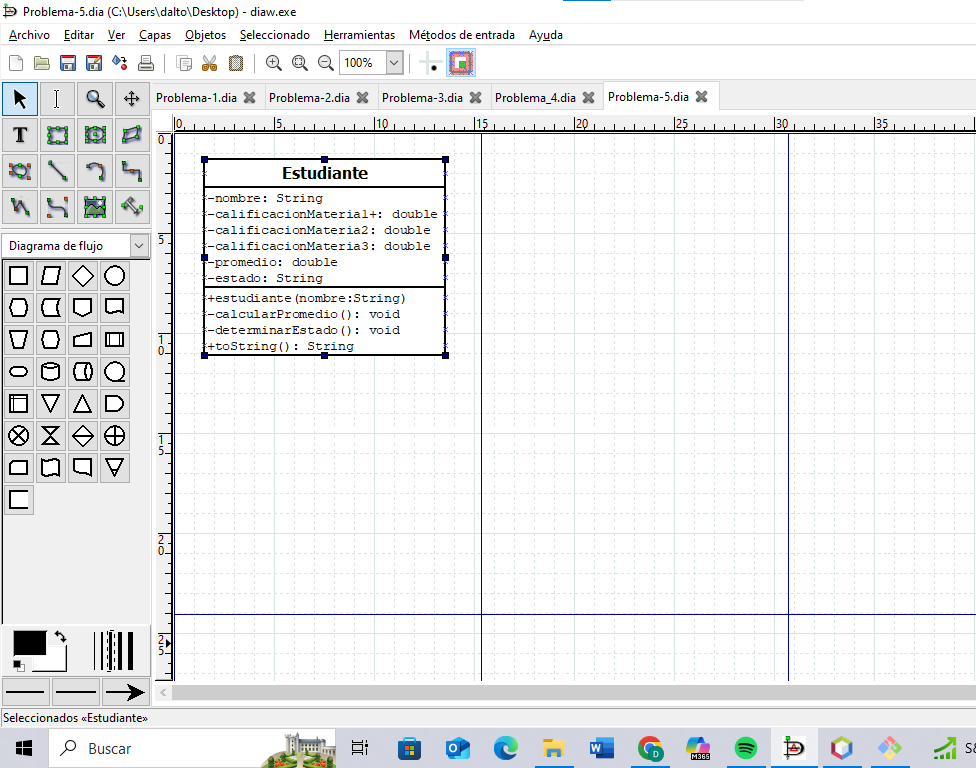 Problema-5.dia (C:\Users\dalto\Desktop) - diaw.exe
Archivo Editar Ver Capas Objetos Seleccionado Herramientas Métodos de entrada Ayuda
100%
Problema-1.dia Problema-2.dia Problema-3.dia Problema_4.dia Problema-5.dia
0 5 10 15 20 25 30 35
T
0
5
10
15
20
25
Estudiante
-nombre: String
-calificacionMateria1+: double
-calificacionMateria2: double
-calificacionMateria3: double
-promedio: double
-estado: String
+estudiante(nombre:String)
-calcularPromedio(): void
-determinarEstado(): void
+toString(): String
Diagrama de flujo
Seleccionados «Estudiante»
Buscar
M365
D